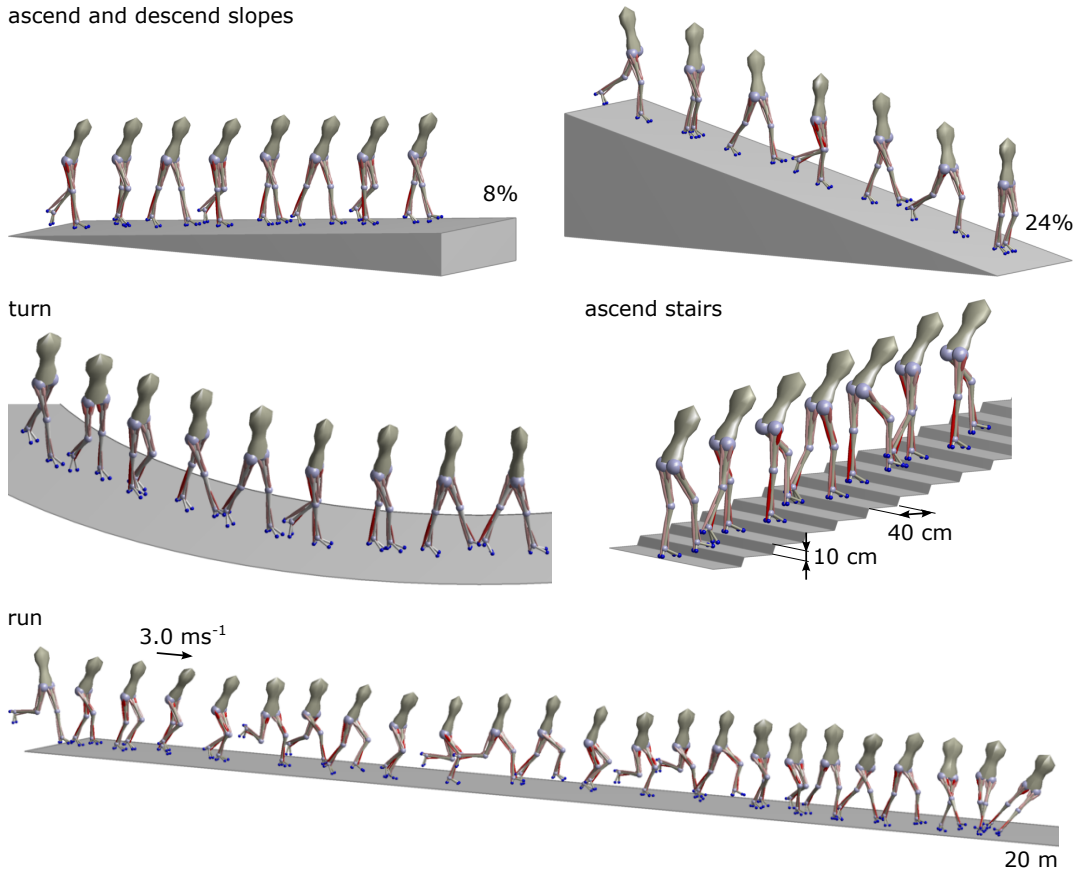 ascend and descend slopes
8%
24%
turn
ascend stairs
40 cm
10 cm
run
3.0 ms⁻¹
20 m